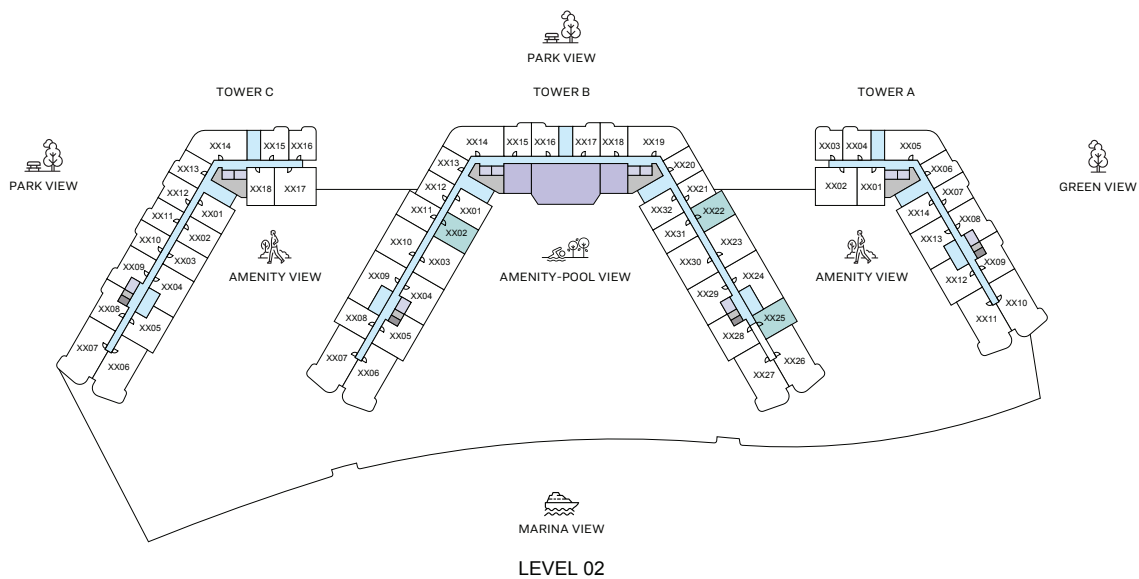 PARK VIEW
TOWER C
TOWER B
TOWER A
PARK VIEW
GREEN VIEW
XX14
XX15
XX16
XX13
XX18
XX17
XX12
XX01
XX11
XX02
XX10
XX03
XX09
XX04
XX08
XX05
XX07
XX06
AMENITY VIEW
XX14
XX15
XX16
XX17
XX18
XX19
XX13
XX20
XX12
XX01
XX21
XX11
XX02
XX32
XX22
XX31
XX10
XX03
XX23
XX30
XX09
XX04
XX24
XX29
XX08
XX05
XX25
XX28
XX07
XX06
XX26
XX27
AMENITY-POOL VIEW
XX03
XX04
XX05
XX02
XX01
XX06
XX07
XX14
XX08
XX13
XX09
XX12
XX10
XX11
AMENITY VIEW
MARINA VIEW
LEVEL 02